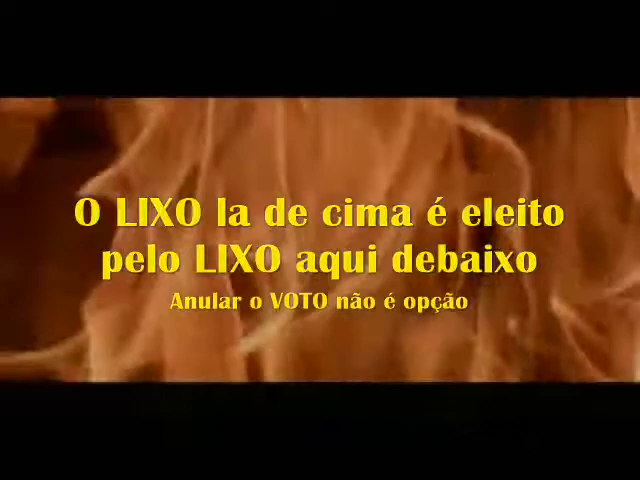 O LIXO la de cima é eleito
pelo LIXO aqui debaixo
Anular o VOTO não é opção